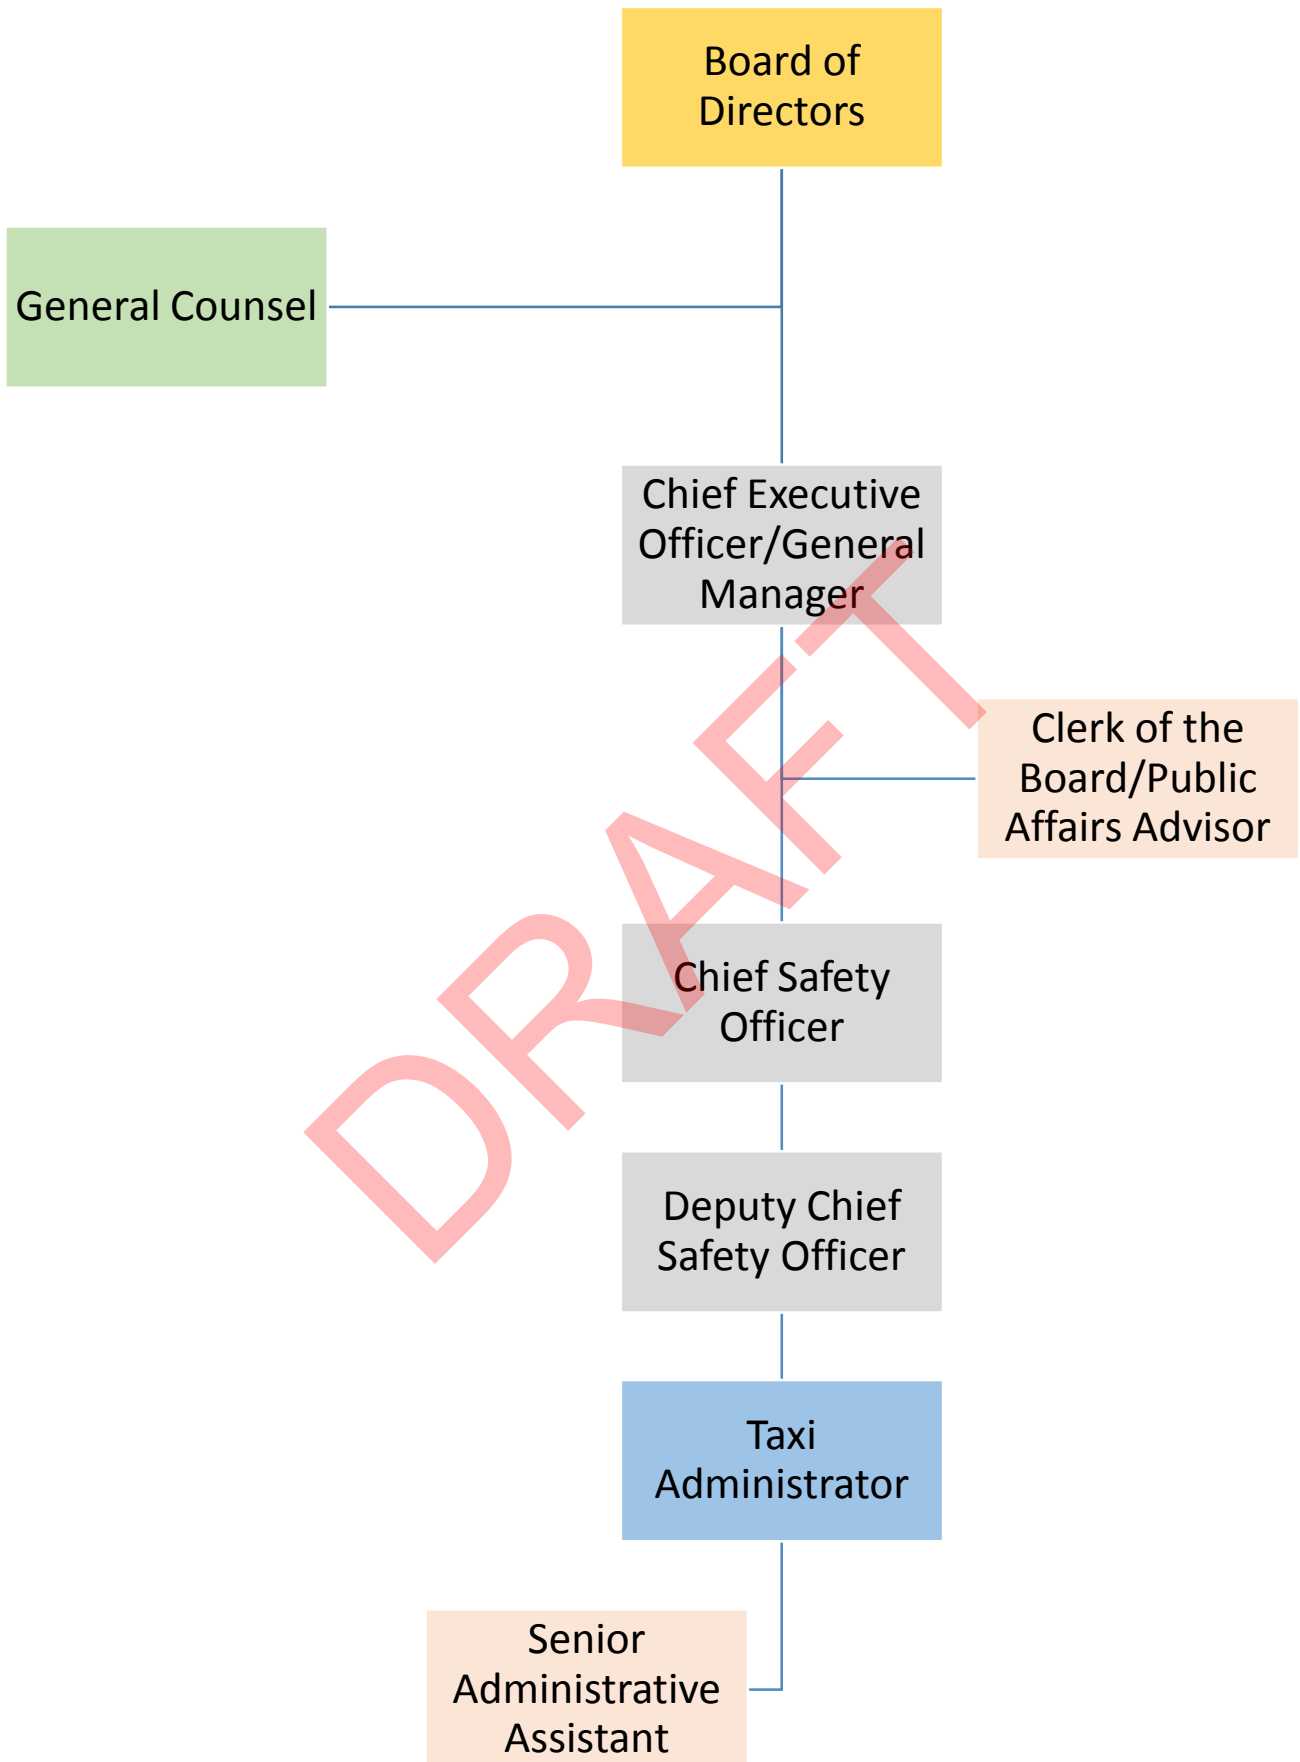 Board of
Directors
General Counsel
Chief Executive
Officer/General
Manager
Clerk of the
Board/Public
Affairs Advisor
DRAFT
Chief Safety
Officer
Deputy Chief
Safety Officer
Taxi
Administrator
Senior
Administrative
Assistant